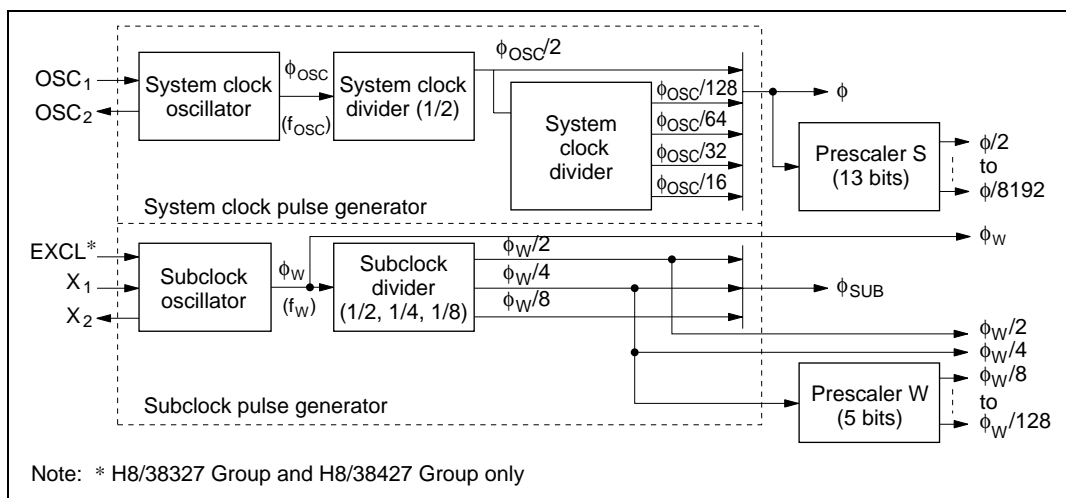 OSC1
OSC2
System clock
oscillator
ϕOSC
(fOSC)
System clock
divider (1/2)
ϕOSC/2
System
clock
divider
ϕOSC/128
ϕOSC/64
ϕOSC/32
ϕOSC/16
ϕ
Prescaler S
(13 bits)
ϕ/2
to
ϕ/8192
System clock pulse generator
EXCL*
X1
X2
Subclock
oscillator
ϕW
(fW)
Subclock
divider
(1/2, 1/4, 1/8)
ϕW/2
ϕW/4
ϕW/8
ϕW
ϕSUB
ϕW/2
ϕW/4
Prescaler W
(5 bits)
ϕW/8
to
ϕW/128
Subclock pulse generator
Note: * H8/38327 Group and H8/38427 Group only